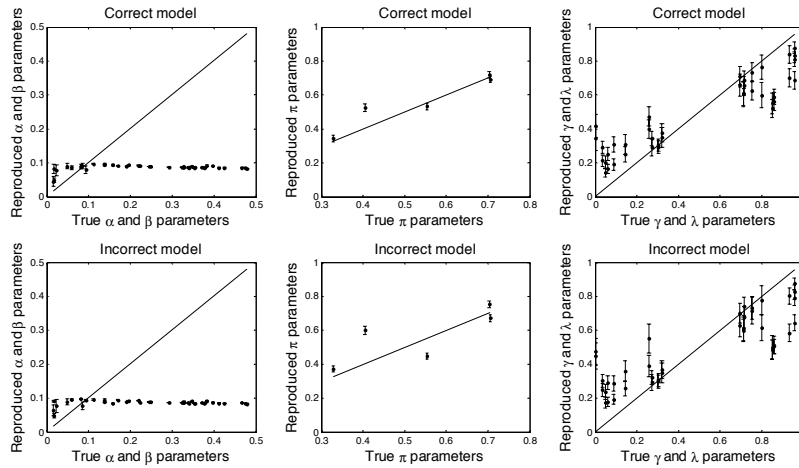 Correct model
Correct model
Correct model
Reproduced α and β parameters
0.5
0.4
0.3
0.2
0.1
0
0 0.1 0.2 0.3 0.4 0.5
True α and β parameters
Reproduced π parameters
1
0.8
0.6
0.4
0.2
0
0.3 0.4 0.5 0.6 0.7 0.8
True π parameters
Reproduced γ and λ parameters
1
0.8
0.6
0.4
0.2
0
0 0.2 0.4 0.6 0.8
True γ and λ parameters
Incorrect model
Incorrect model
Incorrect model
Reproduced α and β parameters
0.5
0.4
0.3
0.2
0.1
0
0 0.1 0.2 0.3 0.4 0.5
True α and β parameters
Reproduced π parameters
1
0.8
0.6
0.4
0.2
0
0.3 0.4 0.5 0.6 0.7 0.8
True π parameters
Reproduced γ and λ parameters
1
0.8
0.6
0.4
0.2
0
0 0.2 0.4 0.6 0.8
True γ and λ parameters